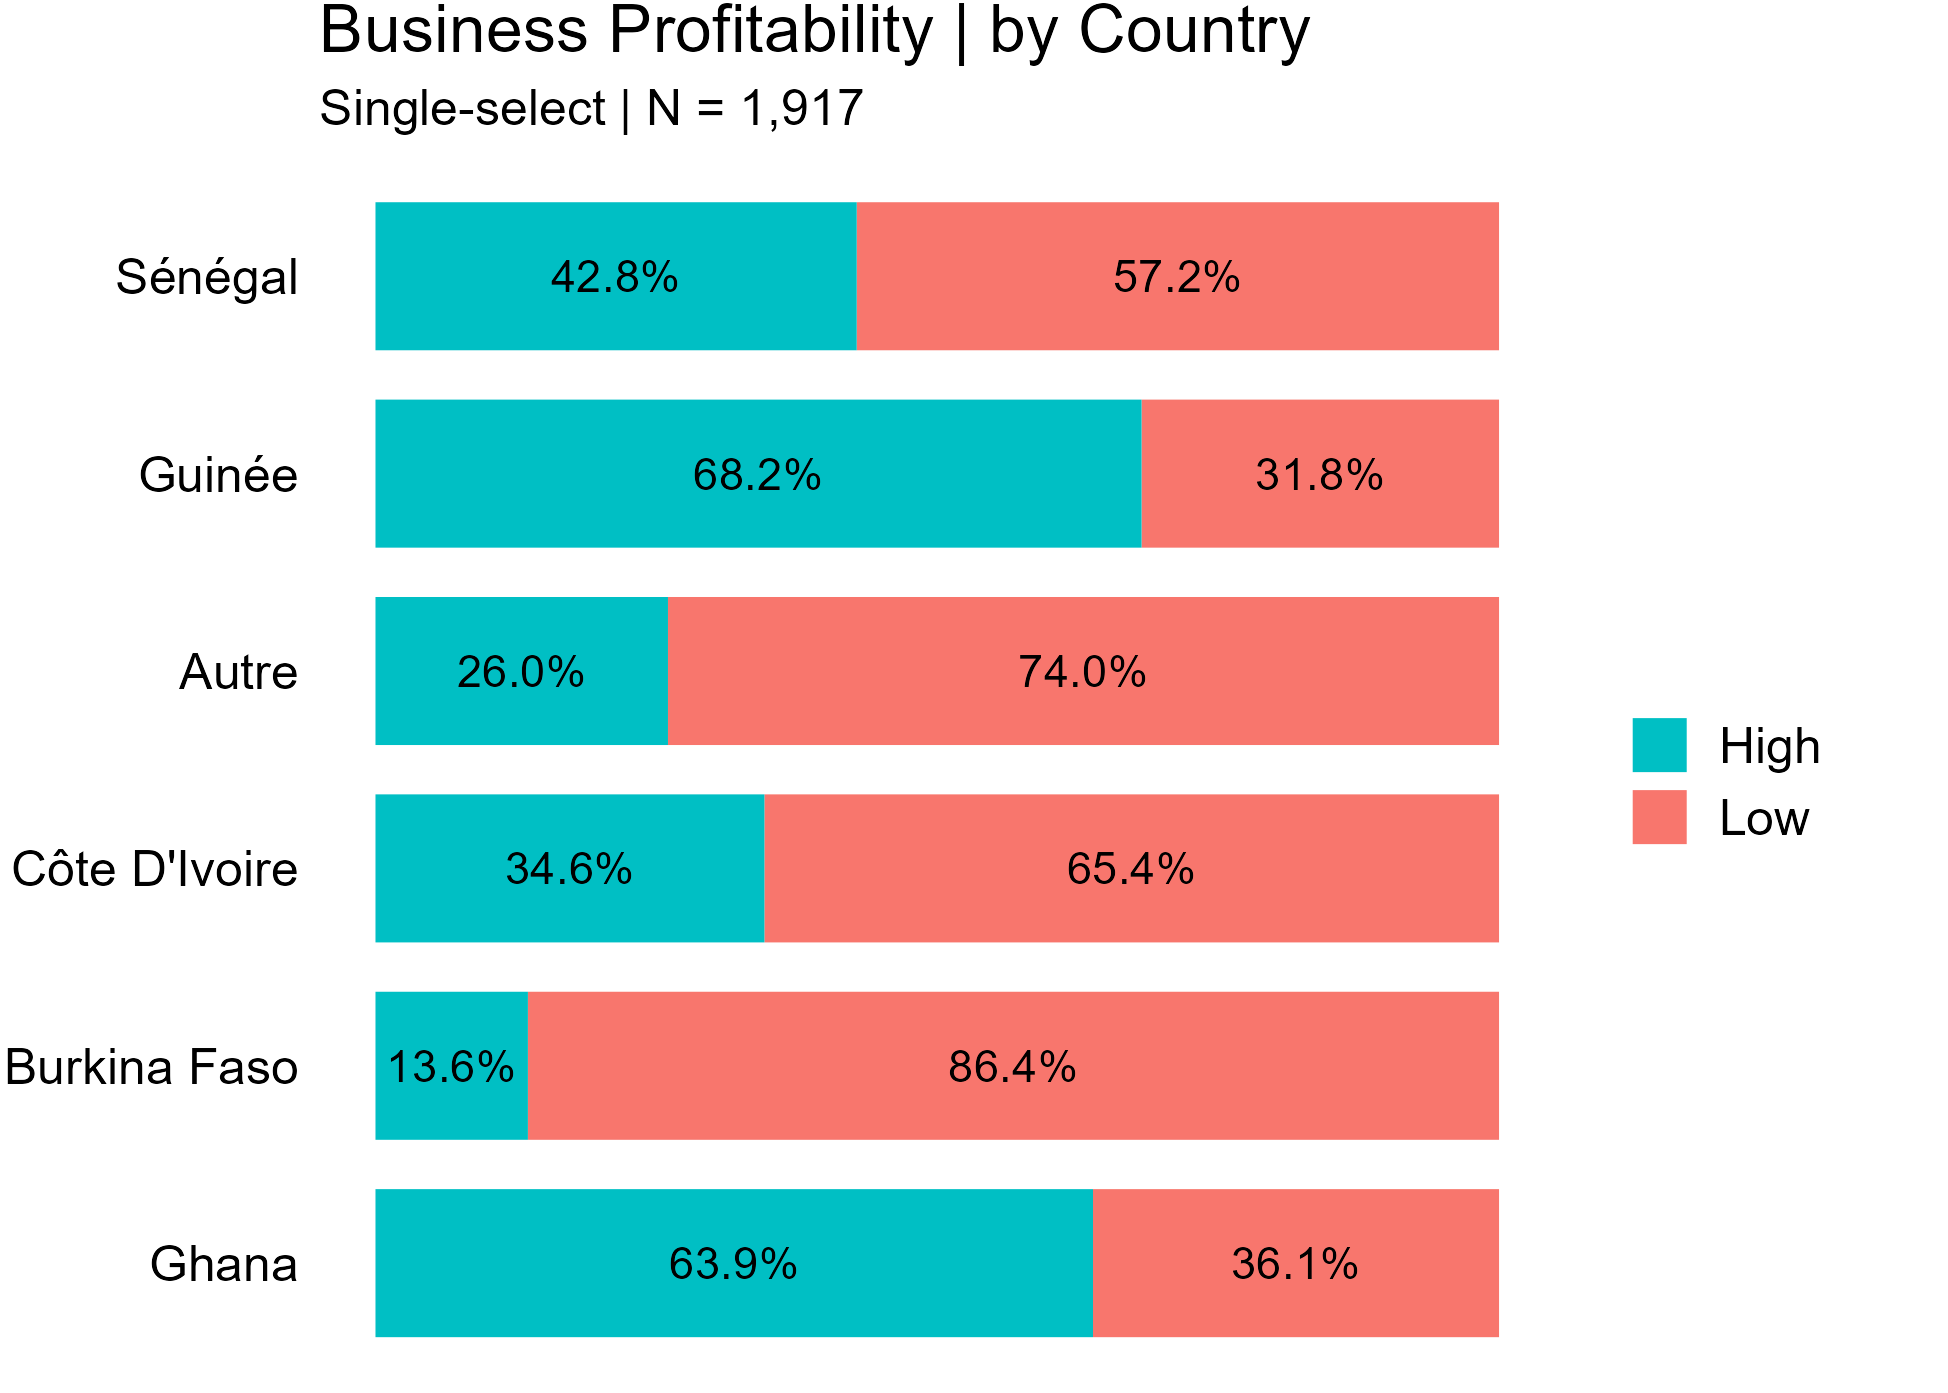 Business Profitability | by Country
Single-select | N = 1,917
Sénégal
42.8%
57.2%
Guinée
68.2%
31.8%
Autre
26.0%
74.0%
Côte D'Ivoire
34.6%
65.4%
Burkina Faso
13.6%
86.4%
Ghana
63.9%
36.1%
High
Low